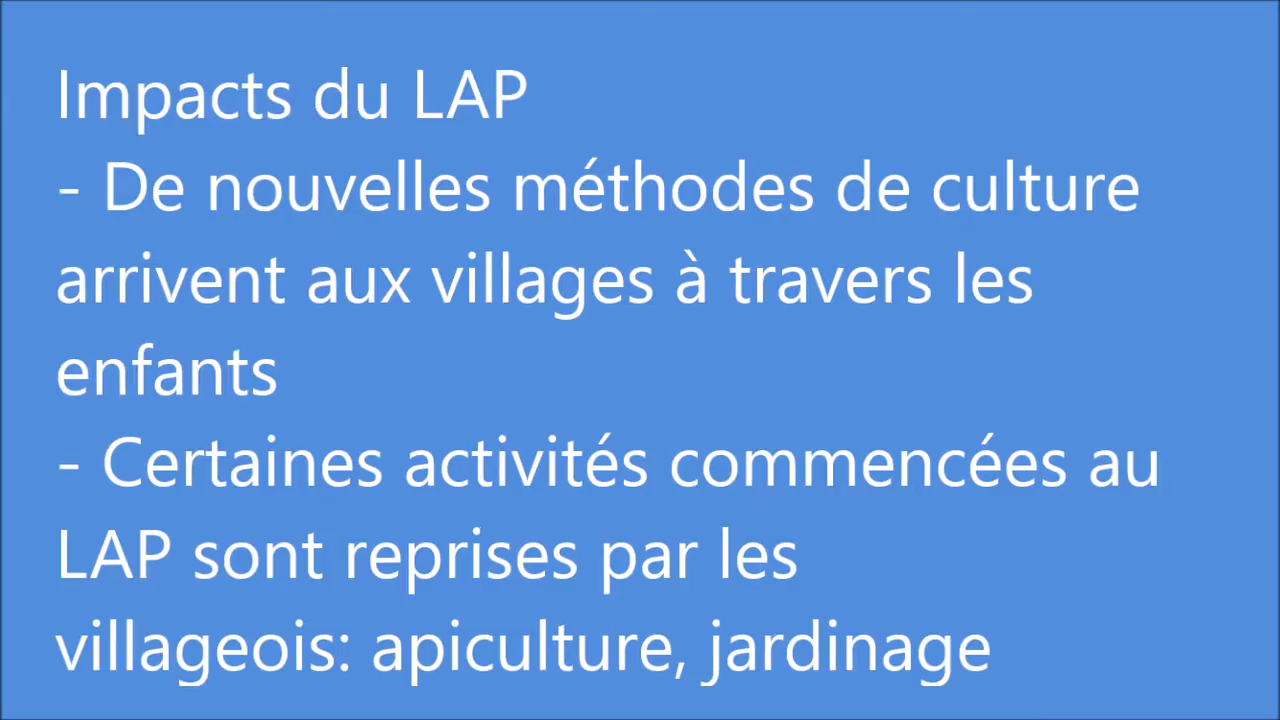 Impacts du LAP
- De nouvelles méthodes de culture
arrivent aux villages à travers les
enfants
- Certaines activités commencées au
LAP sont reprises par les
villageois: apiculture, jardinage